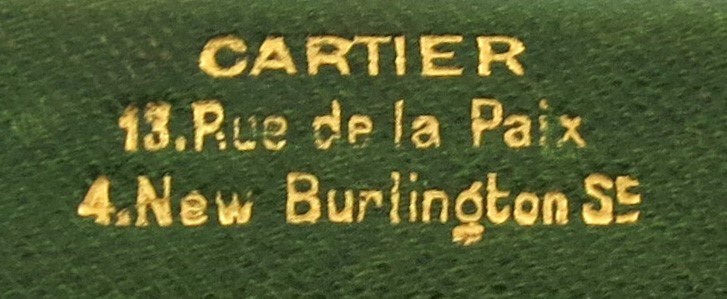 CARTIER
13.Rue de la Paix
4.New Burlington St